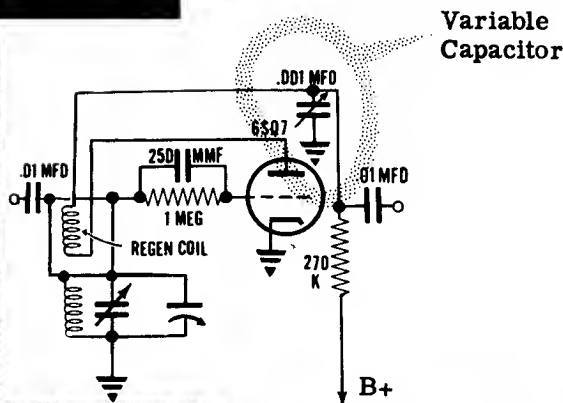 Variable
Capacitor
.001 MFD
6SQ7
.01 MFD
250 MMF
01 MFD
1 MEG
REGEN COIL
270
K
B+